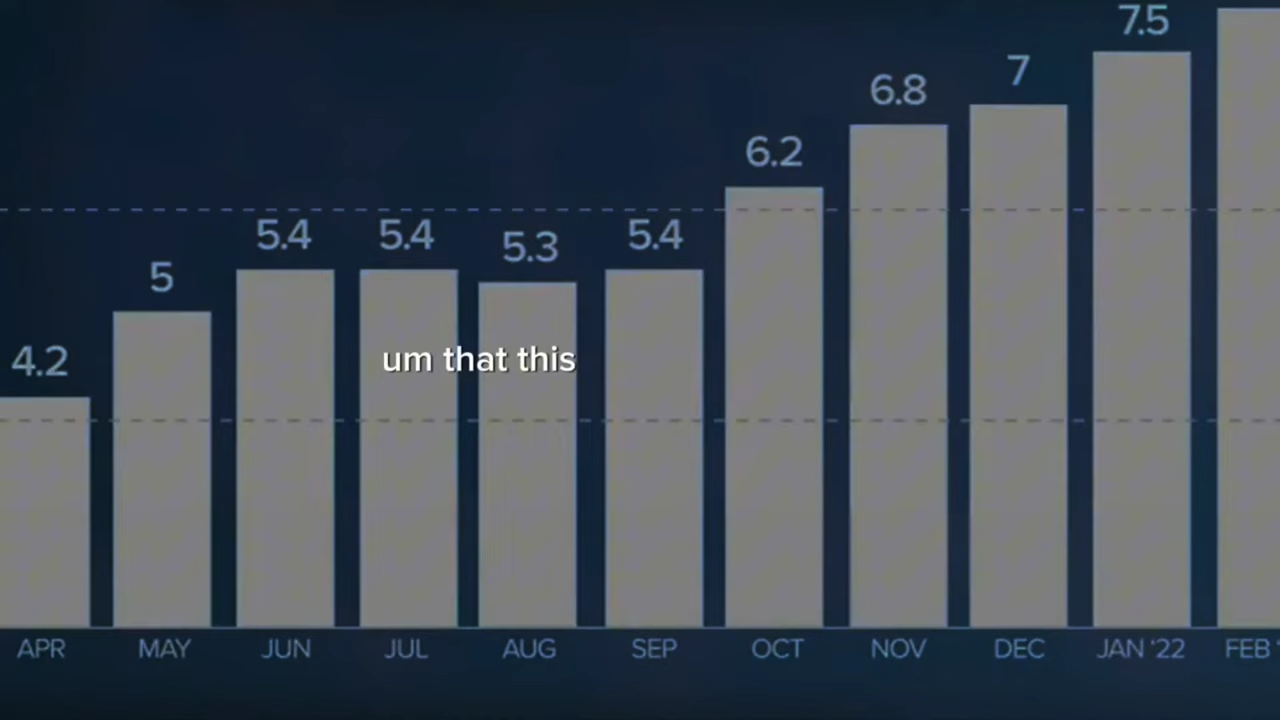 7.5
7
6.8
6.2
5.4
5.4
5.3
5.4
5
4.2
um that this
APR
MAY
JUN
JUL
AUG
SEP
OCT
NOV
DEC
JAN '22
FEB '